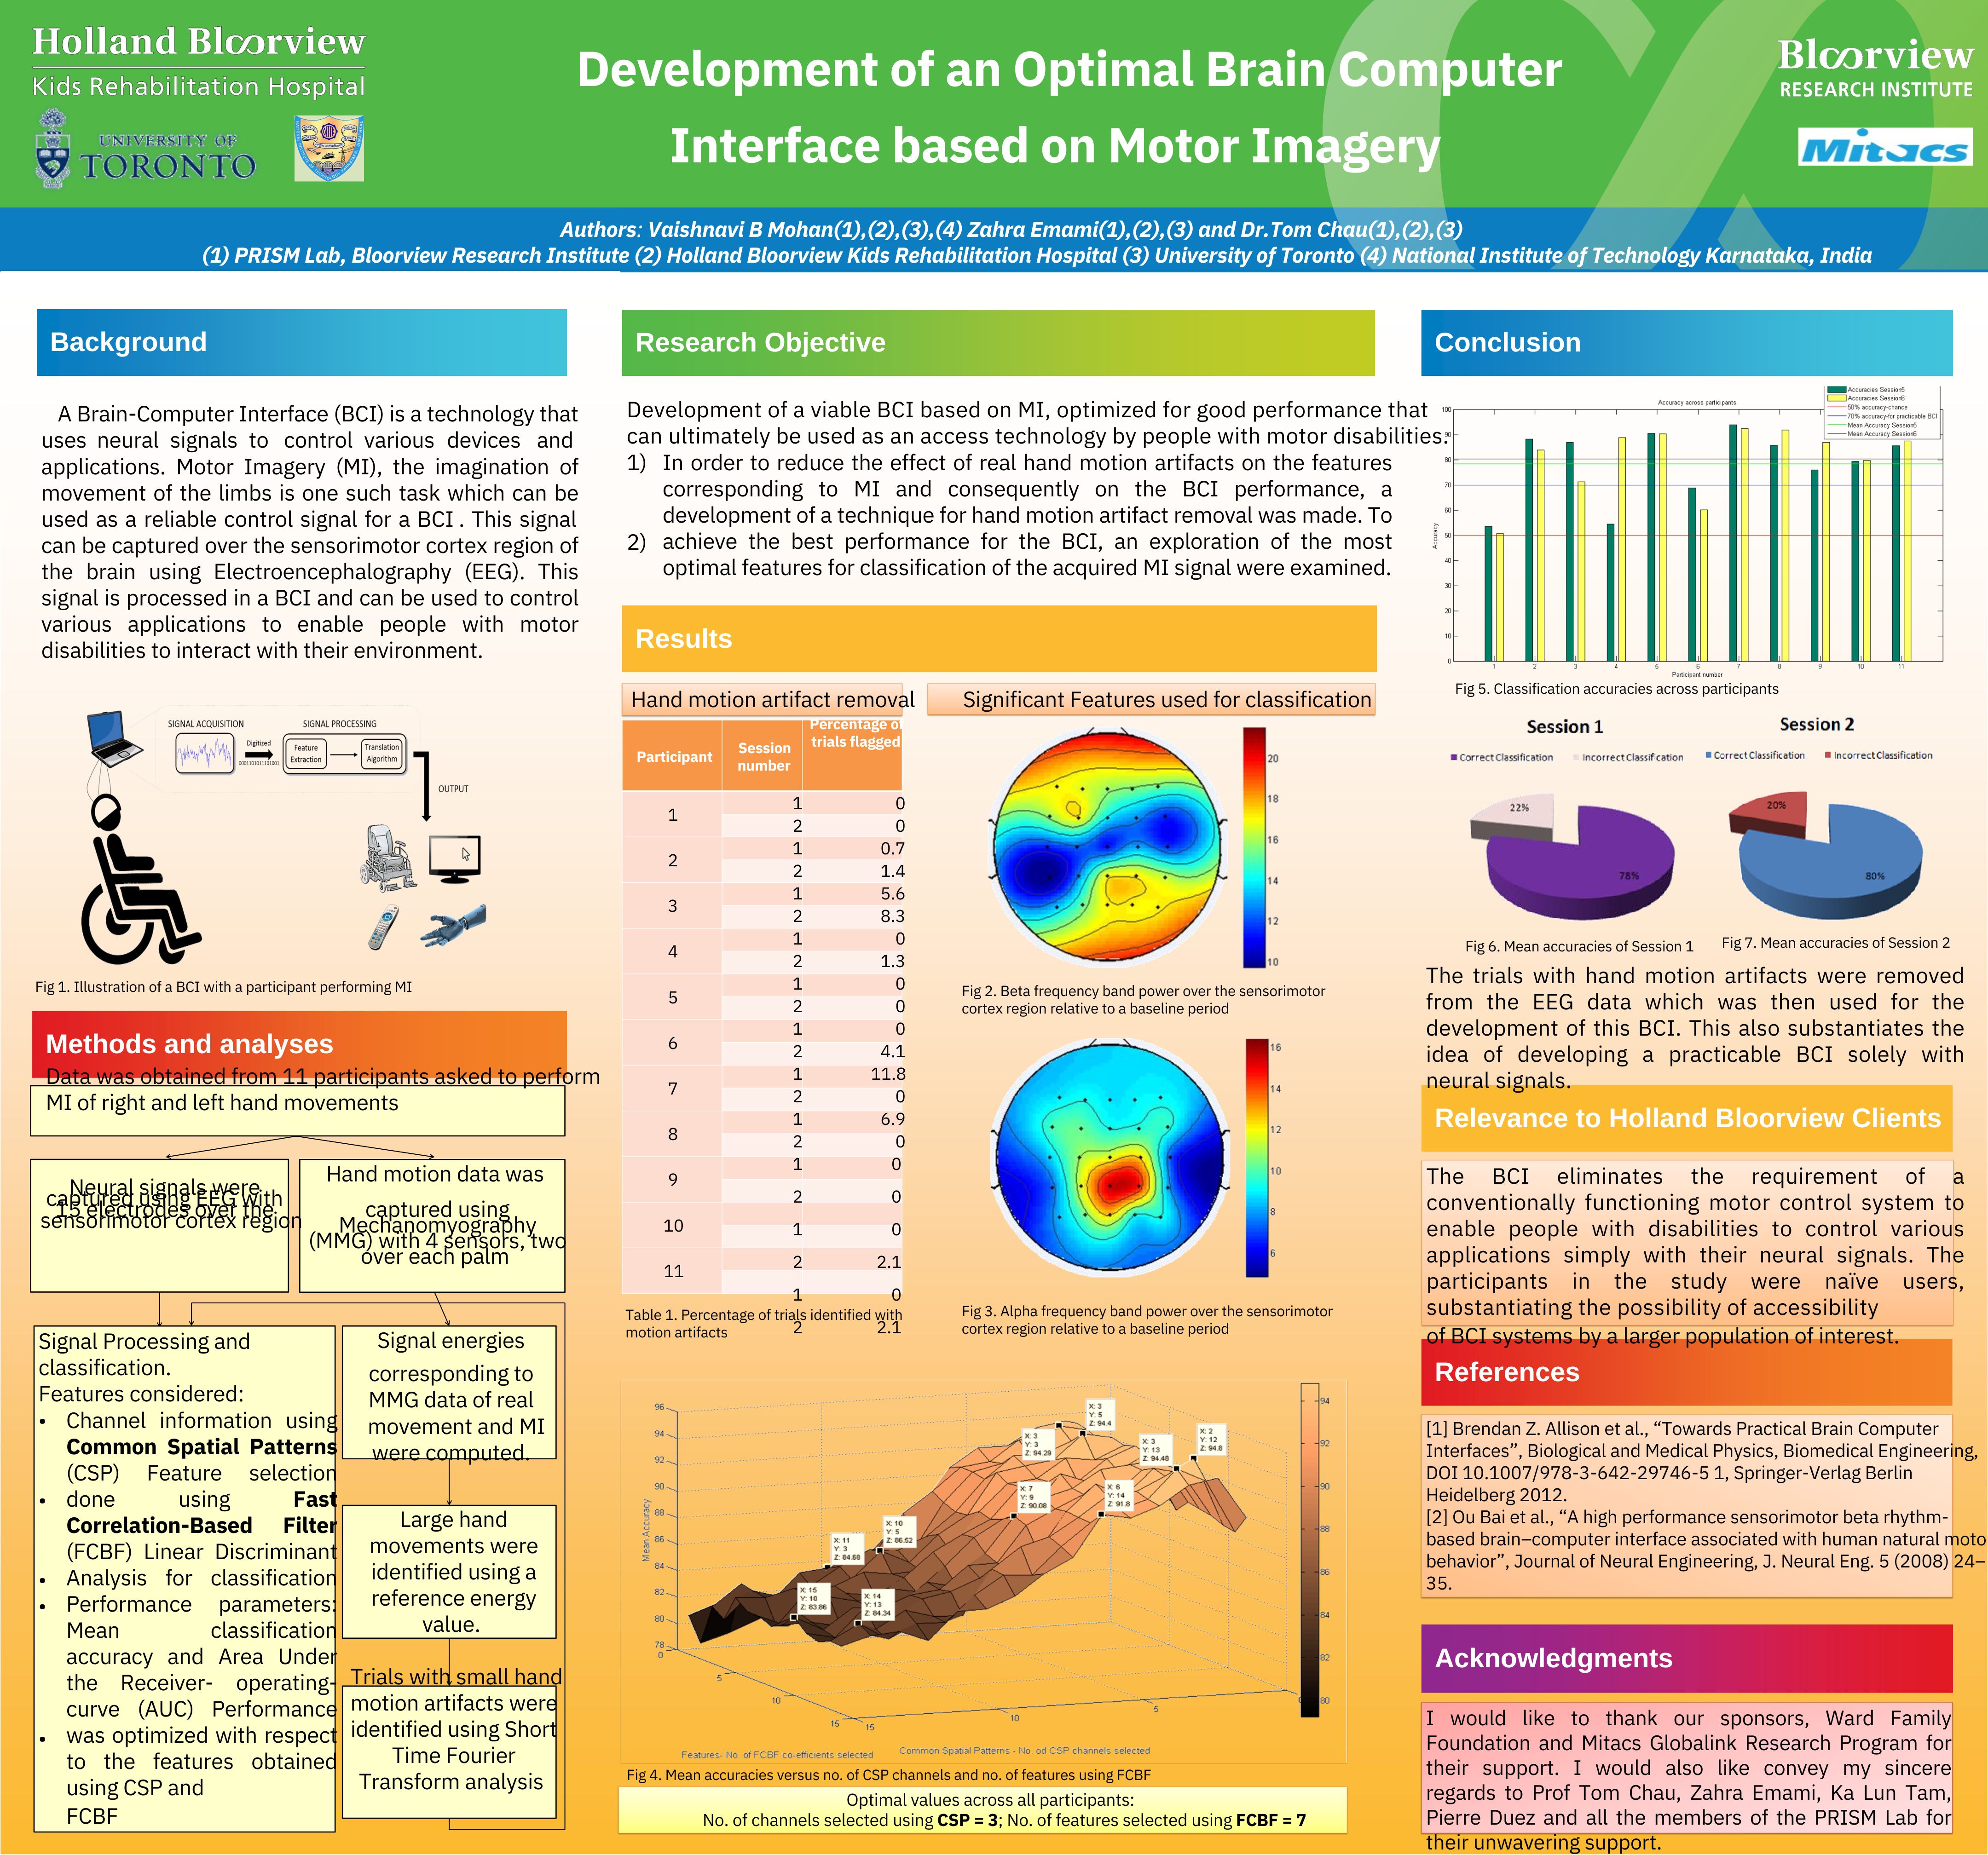 Holland Bloorview
Kids Rehabilitation Hospital
UNIVERSITY OF
TORONTO
Development of an Optimal Brain Computer
Interface based on Motor Imagery
Bloorview
RESEARCH INSTITUTE
Mitacs
Authors: Vaishnavi B Mohan(1),(2),(3),(4) Zahra Emami(1),(2),(3) and Dr.Tom Chau(1),(2),(3)
(1) PRISM Lab, Bloorview Research Institute (2) Holland Bloorview Kids Rehabilitation Hospital (3) University of Toronto (4) National Institute of Technology Karnataka, India
Background
A Brain-Computer Interface (BCI) is a technology that
uses neural signals to control various devices and
applications. Motor Imagery (MI), the imagination of
movement of the limbs is one such task which can be
used as a reliable control signal for a BCI . This signal
can be captured over the sensorimotor cortex region of
the brain using Electroencephalography (EEG). This
signal is processed in a BCI and can be used to control
various applications to enable people with motor
disabilities to interact with their environment.
SIGNAL ACQUISITION
SIGNAL PROCESSING
Digitized
Feature
Extraction
Translation
Algorithm
OUTPUT
Fig 1. Illustration of a BCI with a participant performing MI
Methods and analyses
Data was obtained from 11 participants asked to perform
MI of right and left hand movements
Neural signals were
captured using EEG with
15 electrodes over the
sensorimotor cortex region
Hand motion data was
captured using
Mechanomyography
(MMG) with 4 sensors, two
over each palm
Signal Processing and
classification.
Features considered:
• Channel information using
Common Spatial Patterns
(CSP) Feature selection
• done using Fast
Correlation-Based Filter
(FCBF) Linear Discriminant
• Analysis for classification
• Performance parameters:
Mean classification
accuracy and Area Under
the Receiver- operating-
curve (AUC) Performance
• was optimized with respect
to the features obtained
using CSP and
FCBF
Signal energies
corresponding to
MMG data of real
movement and MI
were computed.
Large hand
movements were
identified using a
reference energy
value.
Trials with small hand
motion artifacts were
identified using Short
Time Fourier
Transform analysis
Research Objective
Development of a viable BCI based on MI, optimized for good performance that
can ultimately be used as an access technology by people with motor disabilities.
1) In order to reduce the effect of real hand motion artifacts on the features
corresponding to MI and consequently on the BCI performance, a
development of a technique for hand motion artifact removal was made. To
2) achieve the best performance for the BCI, an exploration of the most
optimal features for classification of the acquired MI signal were examined.
Results
Hand motion artifact removal
Participant Session number Percentage of trials flagged
1 1 0
2 0
2 1 0.7
2 1.4
3 1 5.6
2 8.3
4 1 0
2 1.3
5 1 0
2 0
6 1 0
2 4.1
7 1 11.8
2 0
8 1 6.9
2 0
9 1 0
2 0
10 1 0
2 2.1
11 1 0
2 2.1
Table 1. Percentage of trials identified with
motion artifacts
Significant Features used for classification
20
18
16
14
12
10
Fig 2. Beta frequency band power over the sensorimotor
cortex region relative to a baseline period
16
14
12
10
8
6
Fig 3. Alpha frequency band power over the sensorimotor
cortex region relative to a baseline period
Mean Accuracy
96
94
92
90
88
86
84
82
80
78
0
5
10
15
15
10
5
0
X: 3 Y: 5 Z: 94.4
X: 3 Y: 3 Z: 94.29
X: 3 Y: 13 Z: 94.48
X: 2 Y: 12 Z: 94.8
X: 7 Y: 9 Z: 90.08
X: 6 Y: 14 Z: 91.8
X: 10 Y: 5 Z: 86.52
X: 11 Y: 3 Z: 84.68
X: 15 Y: 10 Z: 83.86
X: 14 Y: 13 Z: 84.34
94
92
90
88
86
84
82
80
Features- No. of FCBF co-efficients selected
Common Spatial Patterns - No. od CSP channels selected
Fig 4. Mean accuracies versus no. of CSP channels and no. of features using FCBF
Optimal values across all participants:
No. of channels selected using CSP = 3; No. of features selected using FCBF = 7
Conclusion
Accuracy across participants
Accuracies Session5
Accuracies Session6
50% accuracy-chance
70% accuracy-for practicable BCI
Mean Accuracy Session5
Mean Accuracy Session6
Accuracy
100
90
80
70
60
50
40
30
20
10
0
1 2 3 4 5 6 7 8 9 10 11
Participant number
Fig 5. Classification accuracies across participants
Session 1
Correct Classification
Incorrect Classification
22%
78%
Session 2
Correct Classification
Incorrect Classification
20%
80%
Fig 6. Mean accuracies of Session 1
Fig 7. Mean accuracies of Session 2
The trials with hand motion artifacts were removed
from the EEG data which was then used for the
development of this BCI. This also substantiates the
idea of developing a practicable BCI solely with
neural signals.
Relevance to Holland Bloorview Clients
The BCI eliminates the requirement of a
conventionally functioning motor control system to
enable people with disabilities to control various
applications simply with their neural signals. The
participants in the study were naïve users,
substantiating the possibility of accessibility
of BCI systems by a larger population of interest.
References
[1] Brendan Z. Allison et al., “Towards Practical Brain Computer
Interfaces”, Biological and Medical Physics, Biomedical Engineering,
DOI 10.1007/978-3-642-29746-5 1, Springer-Verlag Berlin
Heidelberg 2012.
[2] Ou Bai et al., “A high performance sensorimotor beta rhythm-
based brain–computer interface associated with human natural moto
behavior”, Journal of Neural Engineering, J. Neural Eng. 5 (2008) 24–
35.
Acknowledgments
I would like to thank our sponsors, Ward Family
Foundation and Mitacs Globalink Research Program for
their support. I would also like convey my sincere
regards to Prof Tom Chau, Zahra Emami, Ka Lun Tam,
Pierre Duez and all the members of the PRISM Lab for
their unwavering support.